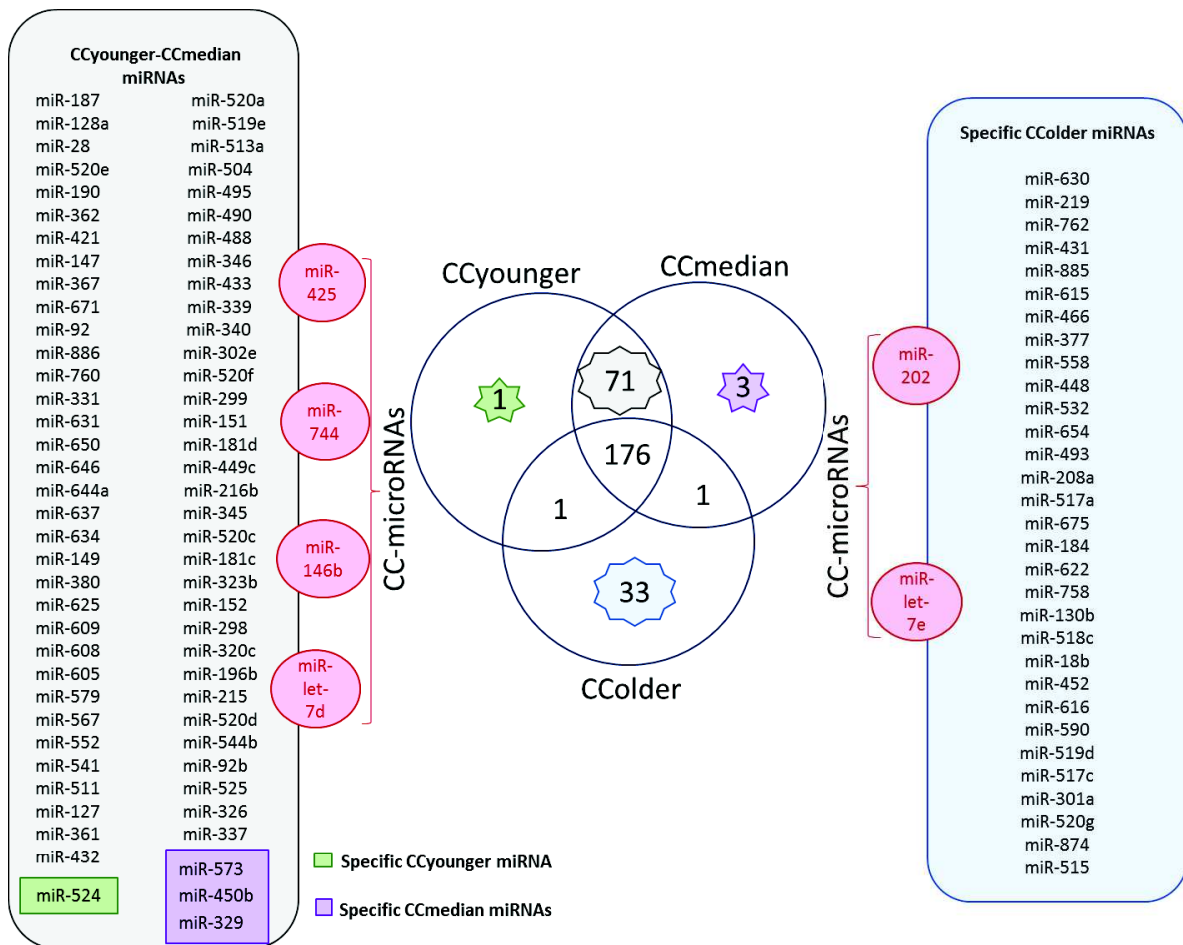 CCyounger-CCmedian
miRNAs
miR-187
miR-128a
miR-28
miR-520e
miR-190
miR-362
miR-421
miR-147
miR-367
miR-671
miR-92
miR-886
miR-760
miR-331
miR-631
miR-650
miR-646
miR-644a
miR-637
miR-634
miR-149
miR-380
miR-625
miR-609
miR-608
miR-605
miR-579
miR-567
miR-552
miR-541
miR-511
miR-127
miR-361
miR-432
miR-524
miR-520a
miR-519e
miR-513a
miR-504
miR-495
miR-490
miR-488
miR-346
miR-433
miR-339
miR-340
miR-302e
miR-520f
miR-299
miR-151
miR-181d
miR-449c
miR-216b
miR-345
miR-520c
miR-181c
miR-323b
miR-152
miR-298
miR-320c
miR-196b
miR-215
miR-520d
miR-544b
miR-92b
miR-525
miR-326
miR-337
miR-573
miR-450b
miR-329
miR-
425
miR-
744
miR-
146b
miR-
let-
7d
CC-microRNAs
CCyounger
CCmedian
1
71
3
176
1
1
33
CColder
Specific CCyounger miRNA
Specific CCmedian miRNAs
CC-microRNAs
miR-
202
miR-
let-
7e
Specific CColder miRNAs
miR-630
miR-219
miR-762
miR-431
miR-885
miR-615
miR-466
miR-377
miR-558
miR-448
miR-532
miR-654
miR-493
miR-208a
miR-517a
miR-675
miR-184
miR-622
miR-758
miR-130b
miR-518c
miR-18b
miR-452
miR-616
miR-590
miR-519d
miR-517c
miR-301a
miR-520g
miR-874
miR-515